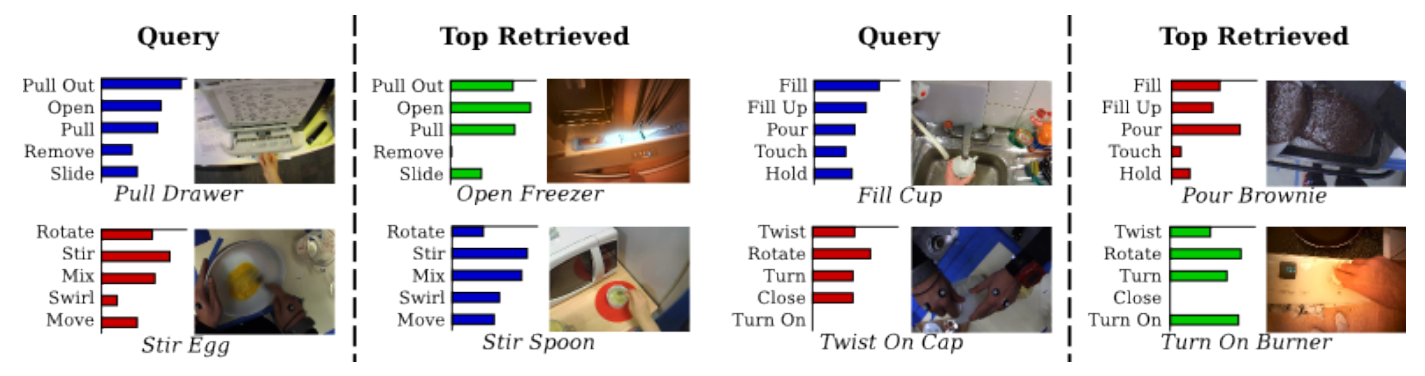 Query
Top Retrieved
Query
Top Retrieved
Pull Out
Open
Pull
Remove
Slide
Pull Drawer
Pull Out
Open
Pull
Remove
Slide
Open Freezer
Fill
Fill Up
Pour
Touch
Hold
Fill Cup
Fill
Fill Up
Pour
Touch
Hold
Pour Brownie
Rotate
Stir
Mix
Swirl
Move
Stir Egg
Rotate
Stir
Mix
Swirl
Move
Stir Spoon
Twist
Rotate
Turn
Close
Turn On
Twist On Cap
Twist
Rotate
Turn
Close
Turn On
Turn On Burner